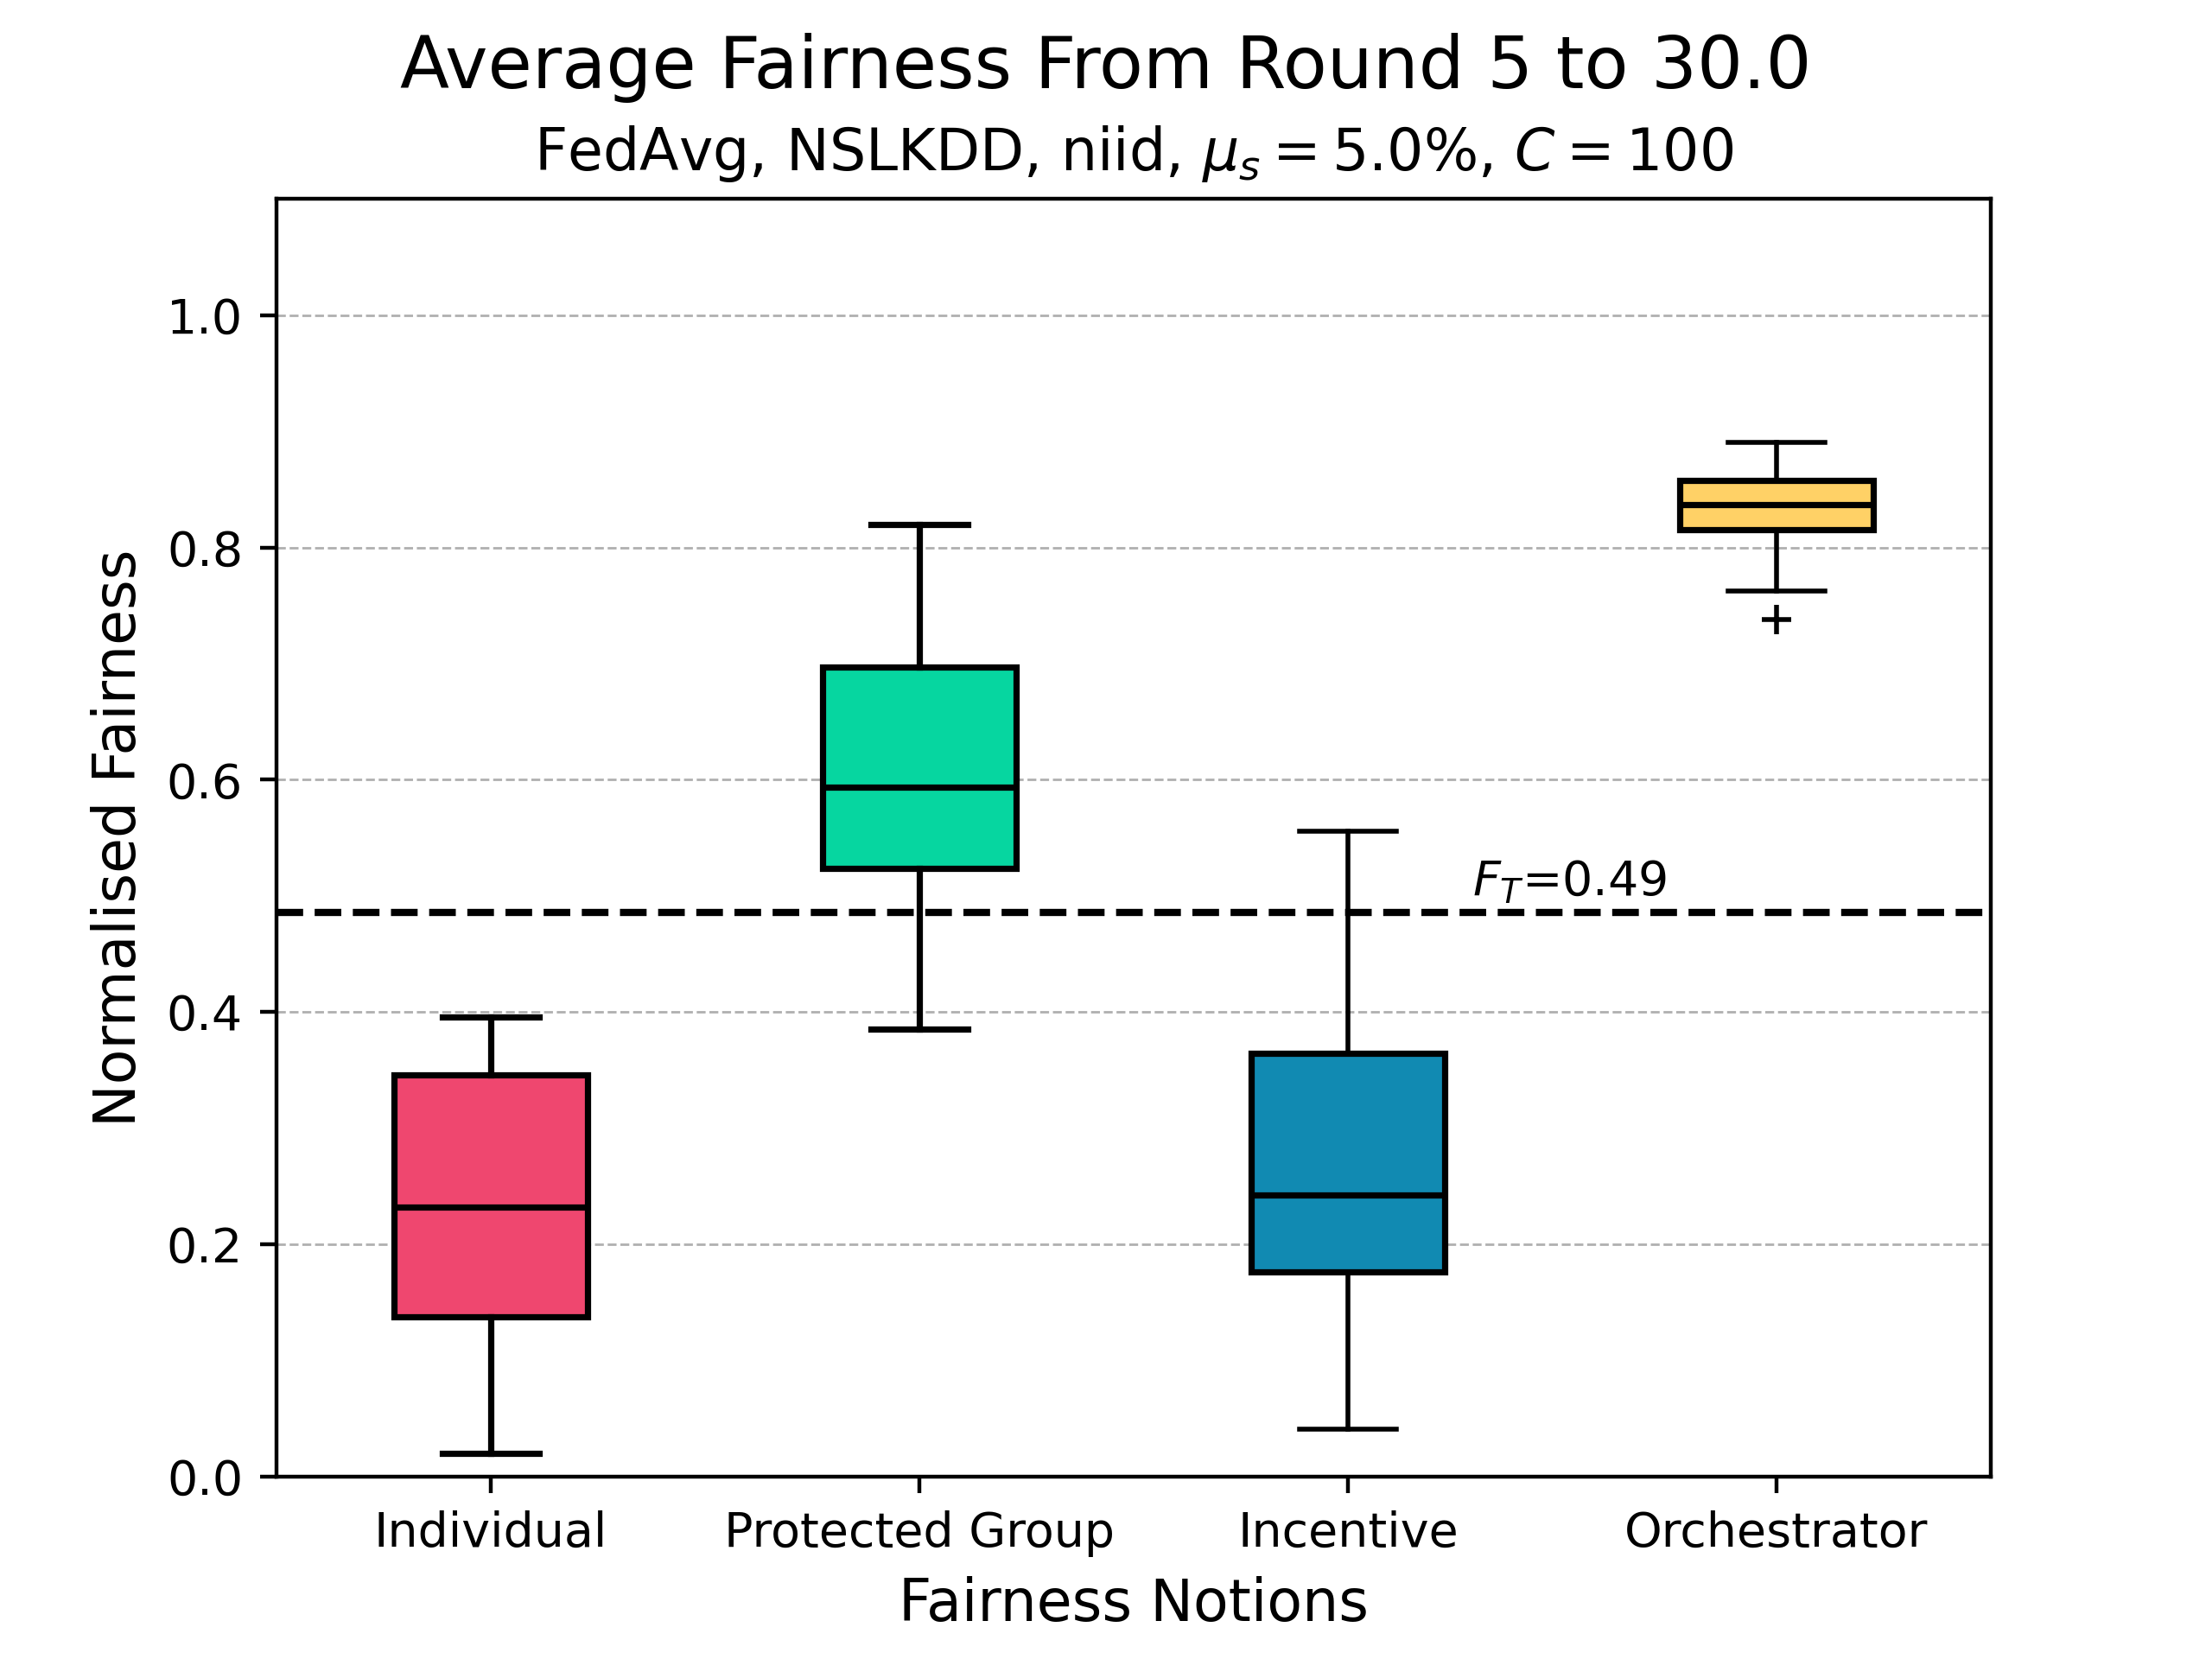 Average Fairness From Round 5 to 30.0
FedAvg, NSLKDD, niid, μₛ = 5.0%, C = 100
1.0
0.8
0.6
0.4
0.2
0.0
Normalised Fairness
F_T=0.49
Individual
Protected Group
Incentive
Orchestrator
Fairness Notions